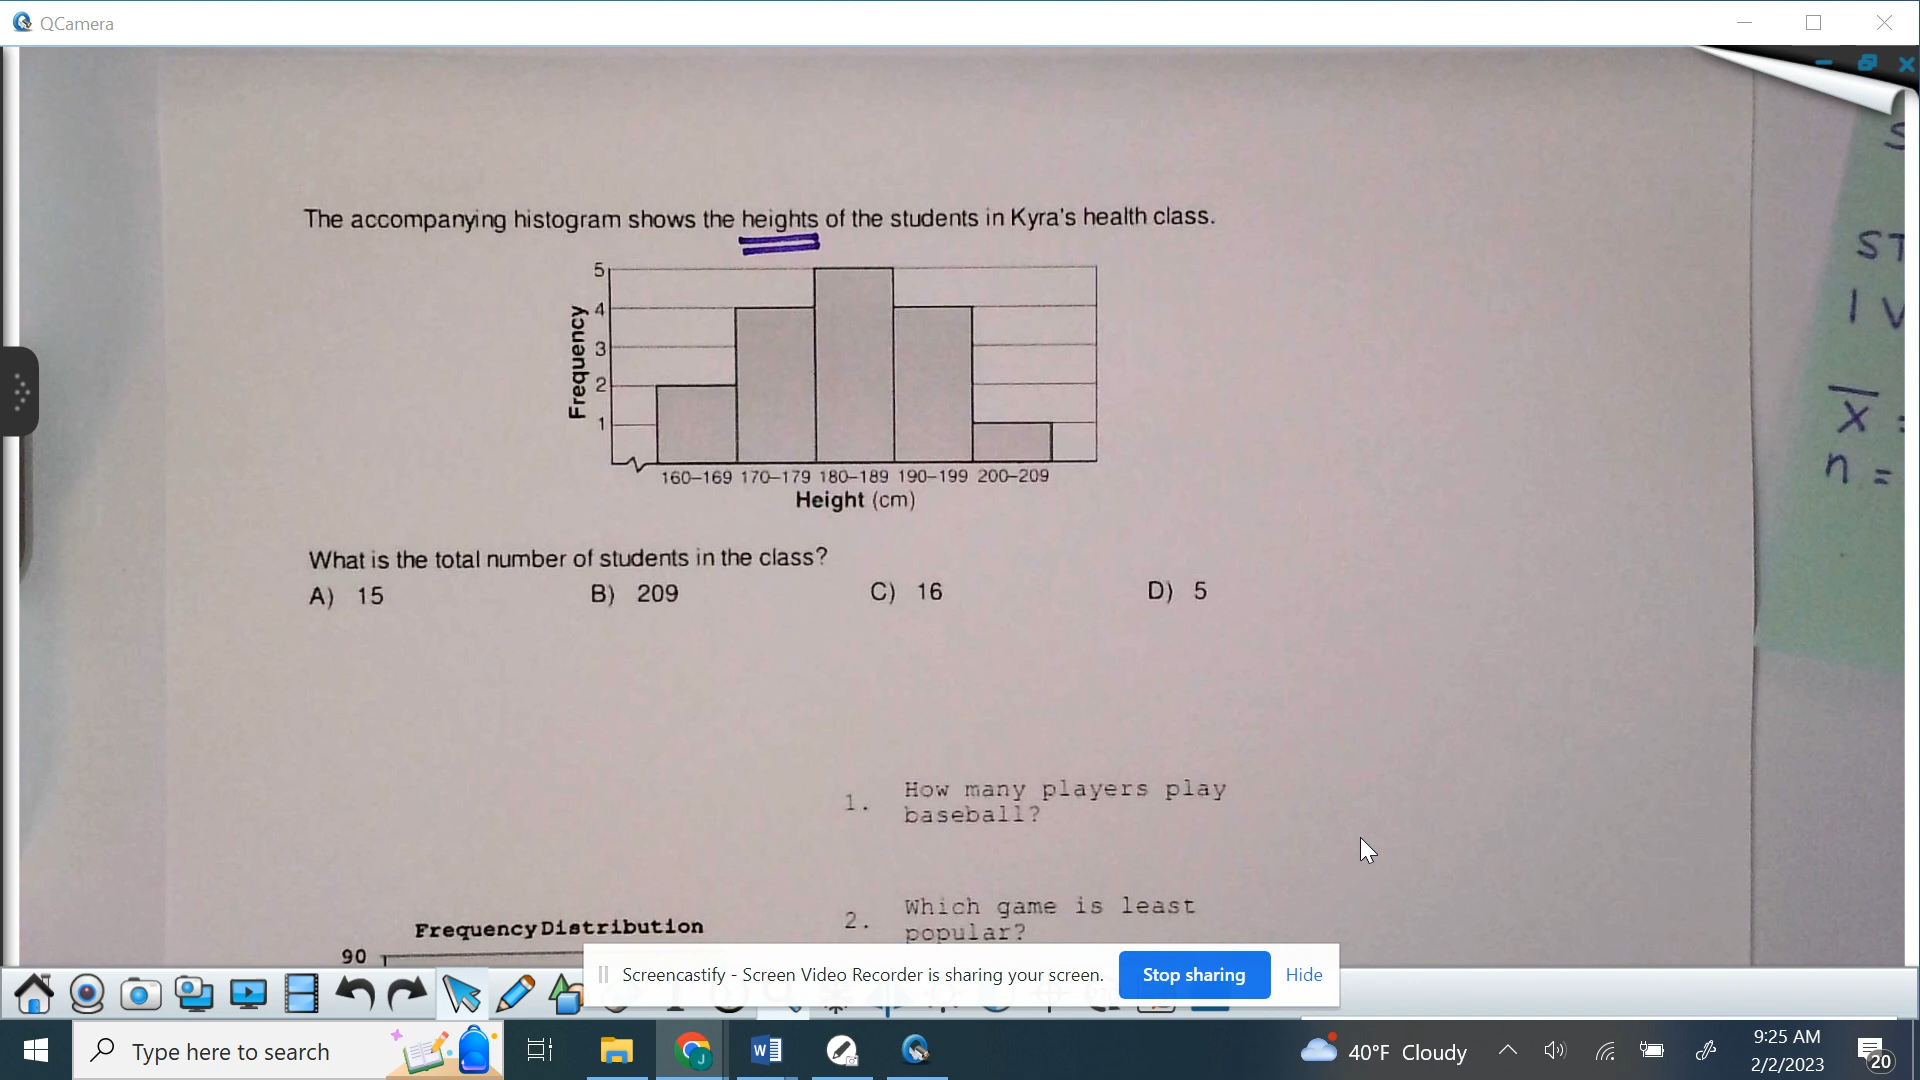 QCamera
The accompanying histogram shows the heights of the students in Kyra's health class.
5
4
3
2
1
Frequency
160–169 170–179 180–189 190–199 200–209
Height (cm)
What is the total number of students in the class?
A) 15 B) 209 C) 16 D) 5
S
ST
1 V
x̅ =
n =
1. How many players play
baseball?
2. Which game is least
popular?
Frequency Distribution
90
Screencastify - Screen Video Recorder is sharing your screen. Stop sharing Hide
Type here to search
40°F Cloudy
9:25 AM
2/2/2023
20